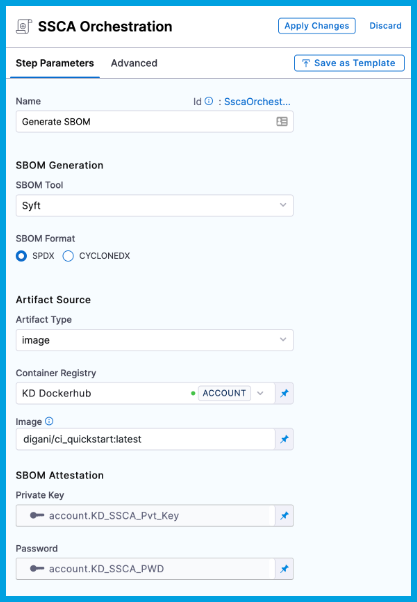 SSCA Orchestration
Apply Changes
Discard
Step Parameters
Advanced
Save as Template
Name
Id : SscaOrchest...
Generate SBOM
SBOM Generation
SBOM Tool
Syft
SBOM Format
SPDX
CYCLONEDX
Artifact Source
Artifact Type
image
Container Registry
KD Dockerhub
ACCOUNT
Image
digani/ci_quickstart:latest
SBOM Attestation
Private Key
account.KD_SSCA_Pvt_Key
Password
account.KD_SSCA_PWD